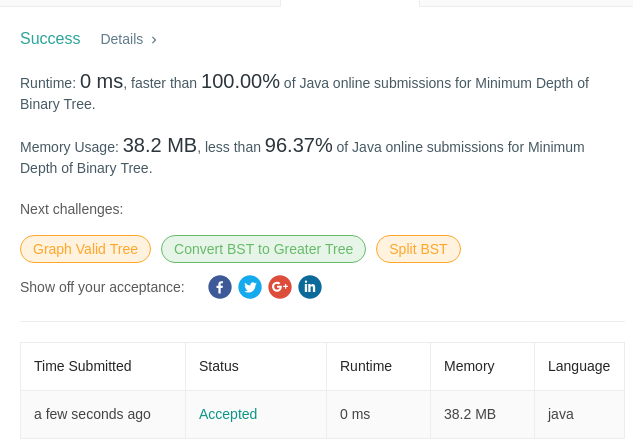 Success Details >
Runtime: 0 ms, faster than 100.00% of Java online submissions for Minimum Depth of
Binary Tree.
Memory Usage: 38.2 MB, less than 96.37% of Java online submissions for Minimum
Depth of Binary Tree.
Next challenges:
Graph Valid Tree Convert BST to Greater Tree Split BST
Show off your acceptance: f G+ in
Time Submitted Status Runtime Memory Language
a few seconds ago Accepted 0 ms 38.2 MB java